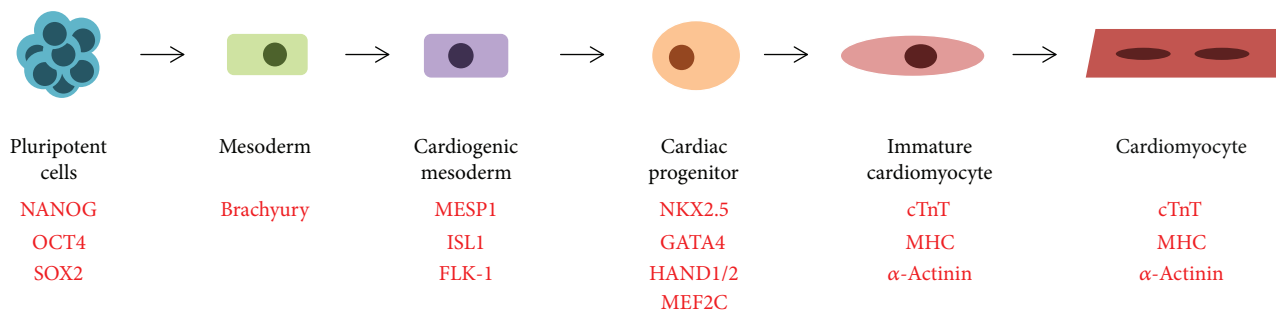 Pluripotent
cells
NANOG
OCT4
SOX2
Mesoderm
Brachyury
Cardiogenic
mesoderm
MESP1
ISL1
FLK-1
Cardiac
progenitor
NKX2.5
GATA4
HAND1/2
MEF2C
Immature
cardiomyocyte
cTnT
MHC
α-Actinin
Cardiomyocyte
cTnT
MHC
α-Actinin